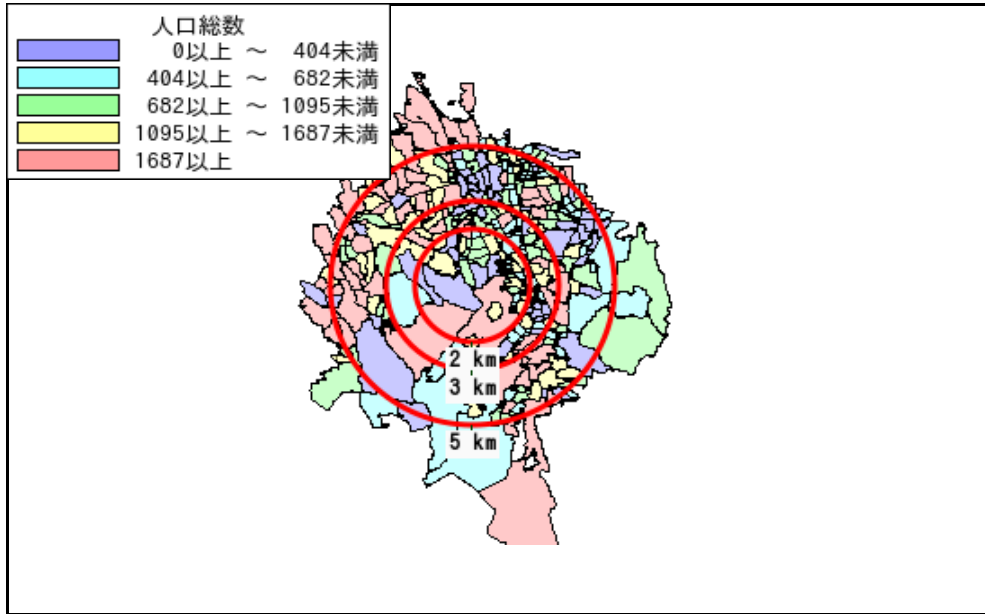 人口総数
0以上 ～ 404未満
404以上 ～ 682未満
682以上 ～ 1095未満
1095以上 ～ 1687未満
1687以上
2 km
3 km
5 km